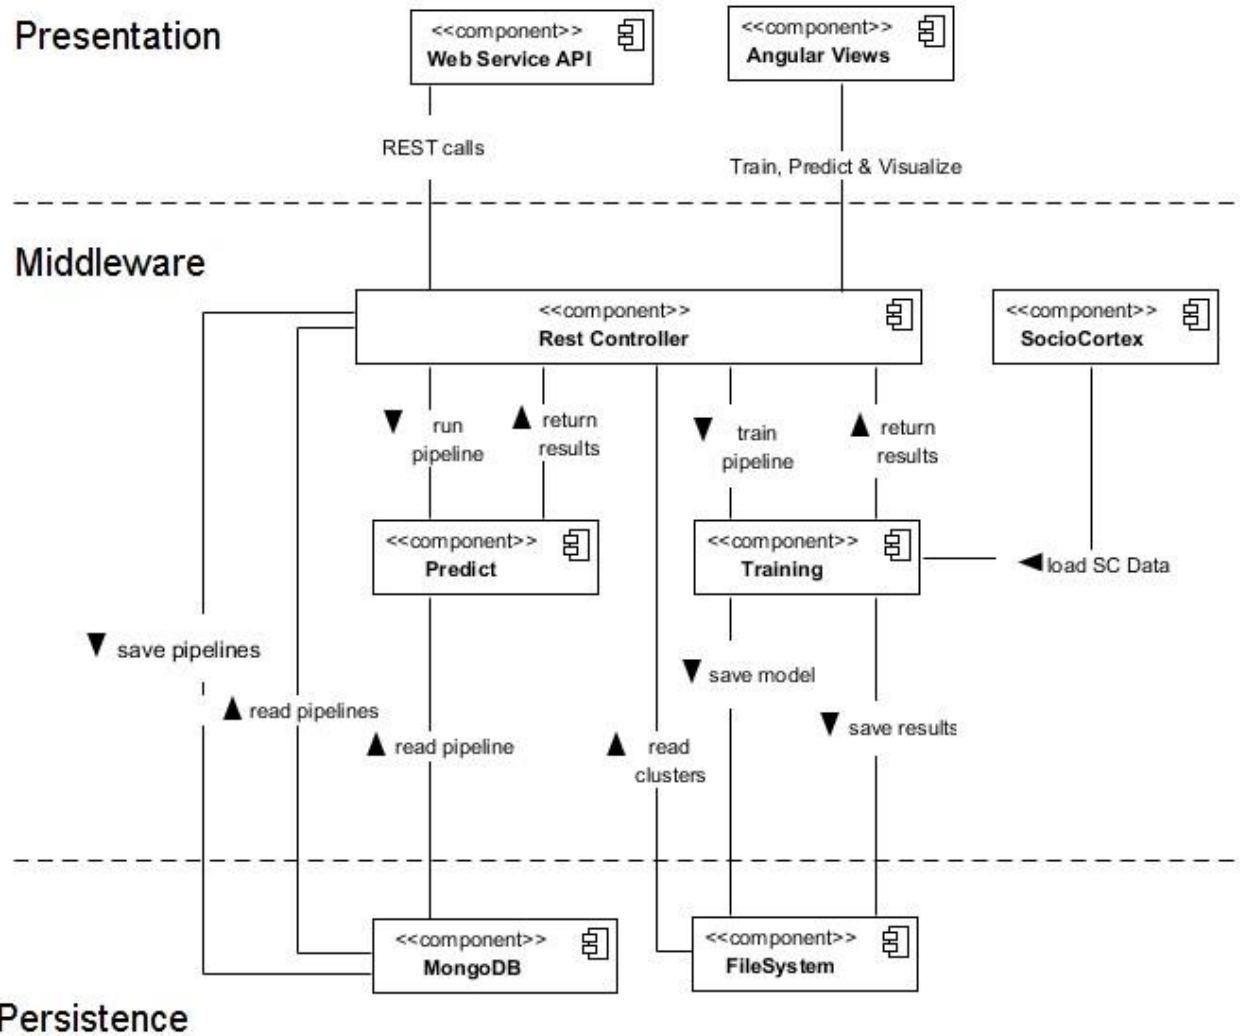 Presentation
<<component>>
Web Service API
<<component>>
Angular Views
REST calls
Train, Predict & Visualize
Middleware
<<component>>
Rest Controller
<<component>>
SocioCortex
run
pipeline
return
results
train
pipeline
return
results
<<component>>
Predict
<<component>>
Training
load SC Data
save pipelines
save model
read pipelines
save results
read pipeline
read
clusters
<<component>>
MongoDB
<<component>>
FileSystem
Persistence